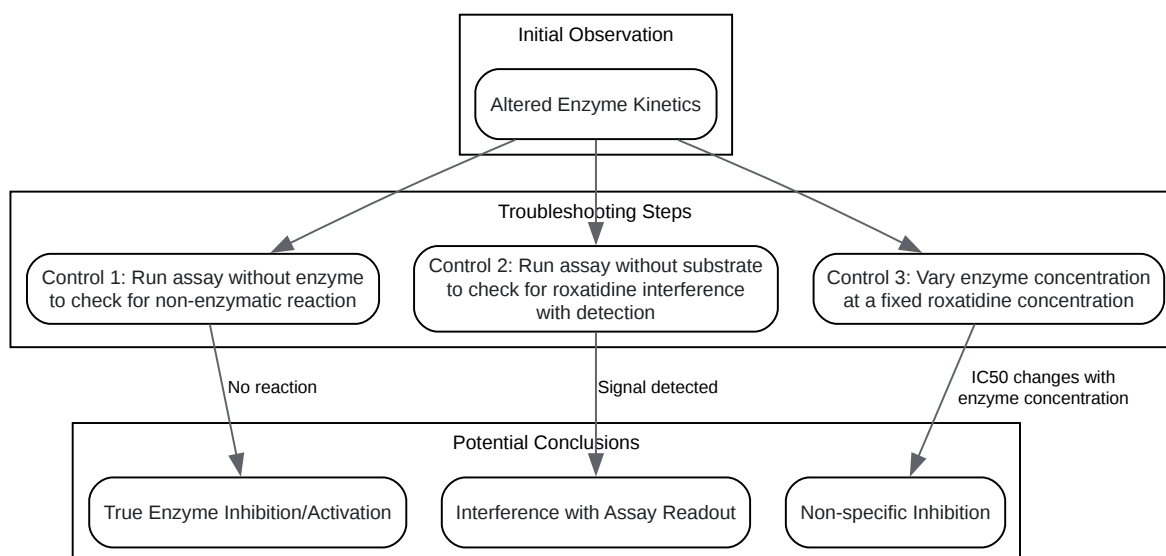 Initial Observation
Altered Enzyme Kinetics
Troubleshooting Steps
Control 1: Run assay without enzyme
to check for non-enzymatic reaction
Control 2: Run assay without substrate
to check for roxatidine interference
with detection
Control 3: Vary enzyme concentration
at a fixed roxatidine concentration
No reaction
Signal detected
IC50 changes with
enzyme concentration
Potential Conclusions
True Enzyme Inhibition/Activation
Interference with Assay Readout
Non-specific Inhibition